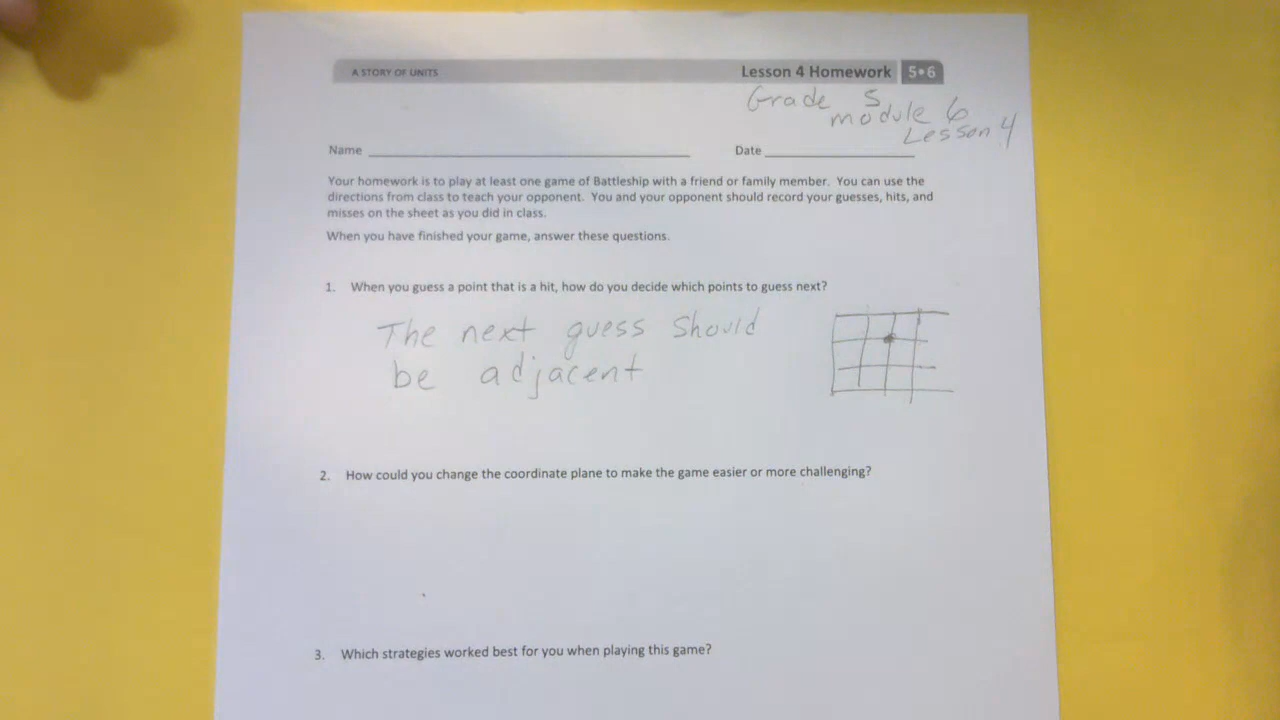 A STORY OF UNITS
Lesson 4 Homework 5•6
Grade 5
module 6
Lesson 4
Name
Date
Your homework is to play at least one game of Battleship with a friend or family member. You can use the
directions from class to teach your opponent. You and your opponent should record your guesses, hits, and
misses on the sheet as you did in class.
When you have finished your game, answer these questions.
1. When you guess a point that is a hit, how do you decide which points to guess next?
The next guess should
be adjacent
2. How could you change the coordinate plane to make the game easier or more challenging?
3. Which strategies worked best for you when playing this game?